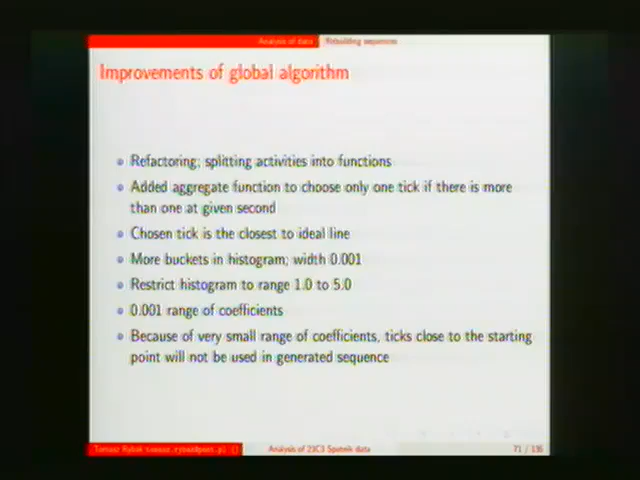 Analysis of data Rebuilding sequences
Improvements of global algorithm
Refactoring; splitting activities into functions
Added aggregate function to choose only one tick if there is more
than one at given second
Chosen tick is the closest to ideal line
More buckets in histogram; width 0.001
Restrict histogram to range 1.0 to 5.0
0.001 range of coefficients
Because of very small range of coefficients, ticks close to the starting
point will not be used in generated sequence
Tomasz Rybak Analysis of 23C3 Sputnik data 71 / 136